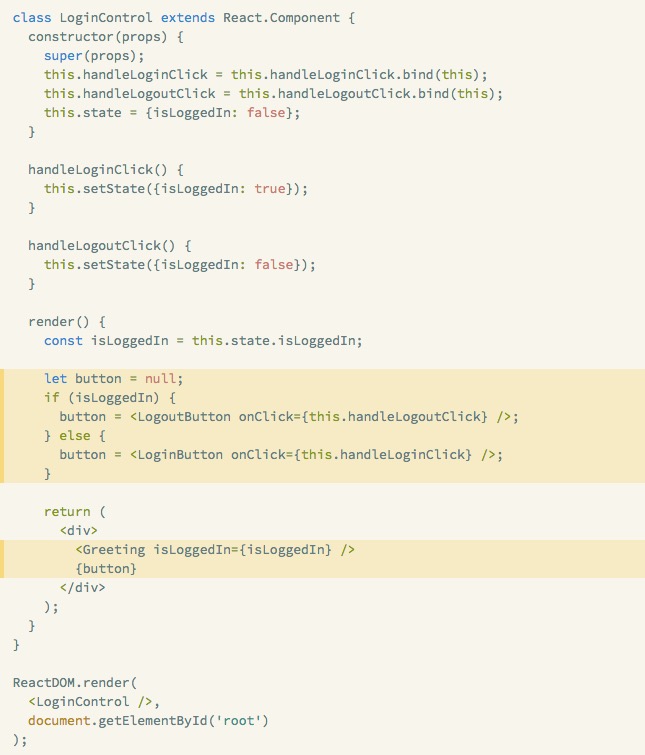 class LoginControl extends React.Component {
  constructor(props) {
    super(props);
    this.handleLoginClick = this.handleLoginClick.bind(this);
    this.handleLogoutClick = this.handleLogoutClick.bind(this);
    this.state = {isLoggedIn: false};
  }

  handleLoginClick() {
    this.setState({isLoggedIn: true});
  }

  handleLogoutClick() {
    this.setState({isLoggedIn: false});
  }

  render() {
    const isLoggedIn = this.state.isLoggedIn;

    let button = null;
    if (isLoggedIn) {
      button = <LogoutButton onClick={this.handleLogoutClick} />;
    } else {
      button = <LoginButton onClick={this.handleLoginClick} />;
    }

    return (
      <div>
        <Greeting isLoggedIn={isLoggedIn} />
        {button}
      </div>
    );
  }
}

ReactDOM.render(
  <LoginControl />,
  document.getElementById('root')
);